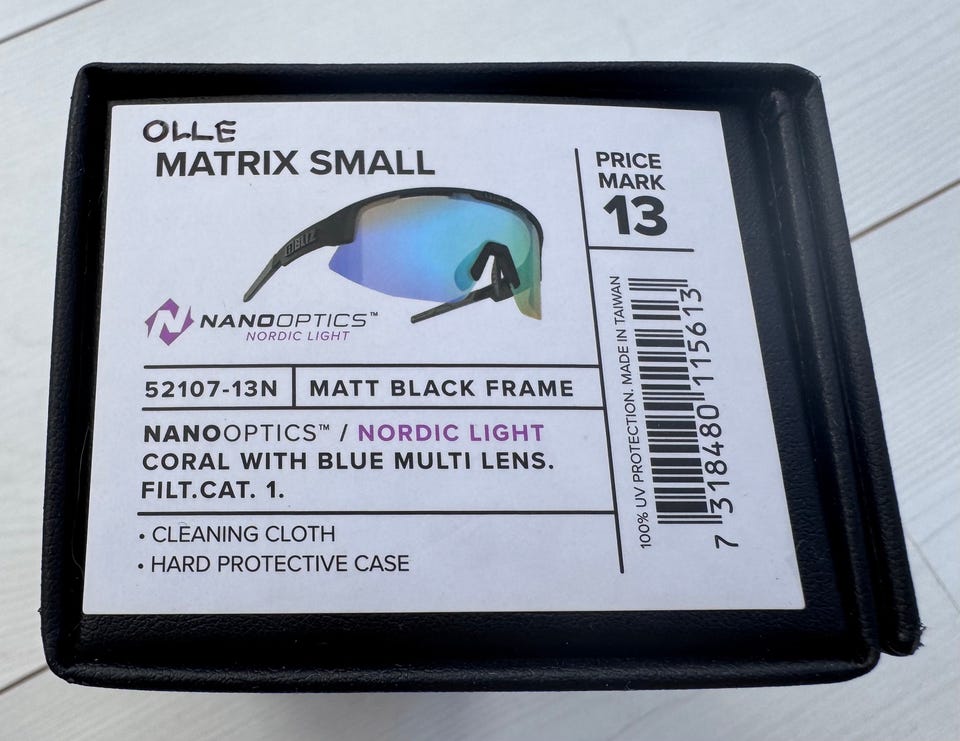 OLLE
MATRIX SMALL
BLIZ
NANOOPTICS™
NORDIC LIGHT
52107-13N
MATT BLACK FRAME
NANOOPTICS™ / NORDIC LIGHT
CORAL WITH BLUE MULTI LENS.
FILT.CAT. 1.
• CLEANING CLOTH
• HARD PROTECTIVE CASE
PRICE
MARK
13
100% UV PROTECTION. MADE IN TAIWAN
7 318480 115613